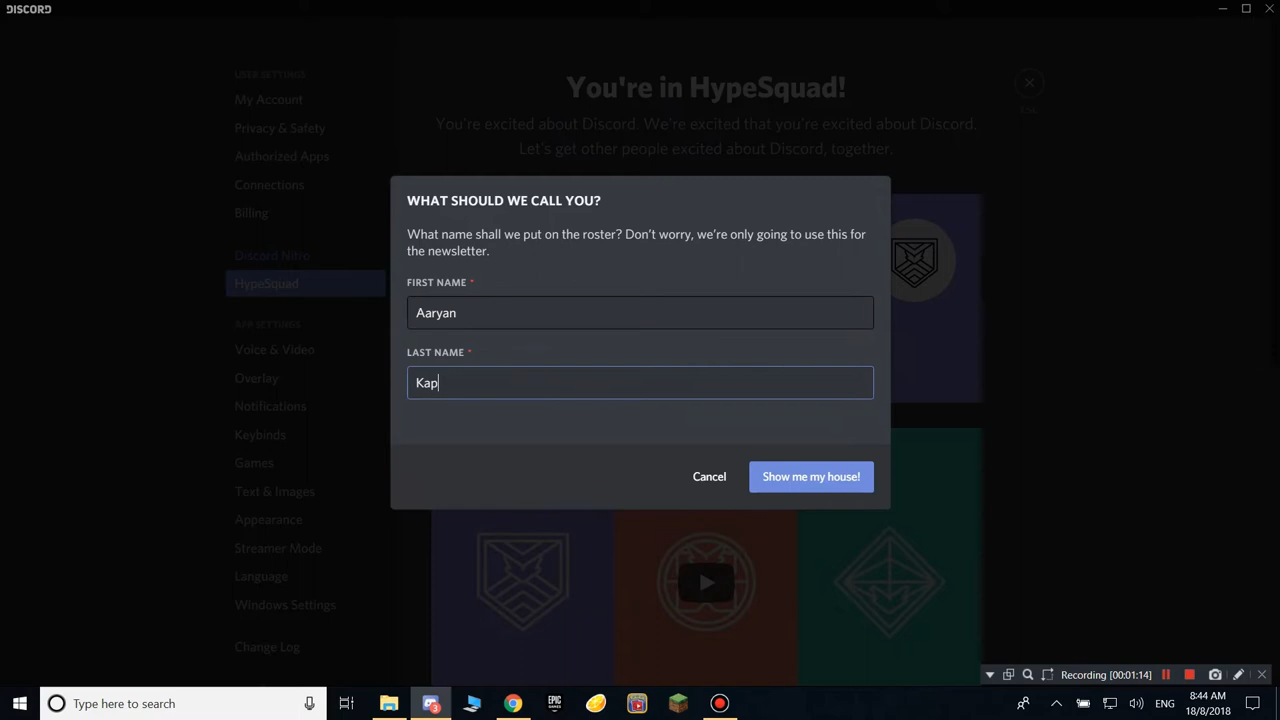 DISCORD
USER SETTINGS
My Account
Privacy & Safety
Authorized Apps
Connections
Billing
Discord Nitro
HypeSquad
APP SETTINGS
Voice & Video
Overlay
Notifications
Keybinds
Games
Text & Images
Appearance
Streamer Mode
Language
Windows Settings
Change Log
You're in HypeSquad!
You're excited about Discord. We're excited that you're excited about Discord.
Let's get other people excited about Discord, together.
ESC
WHAT SHOULD WE CALL YOU?
What name shall we put on the roster? Don't worry, we're only going to use this for
the newsletter.
FIRST NAME *
Aaryan
LAST NAME *
Kap
Cancel
Show me my house!
Recording [00:01:14]
Type here to search
EPIC
GAMES
3
ENG
8:44 AM
18/8/2018